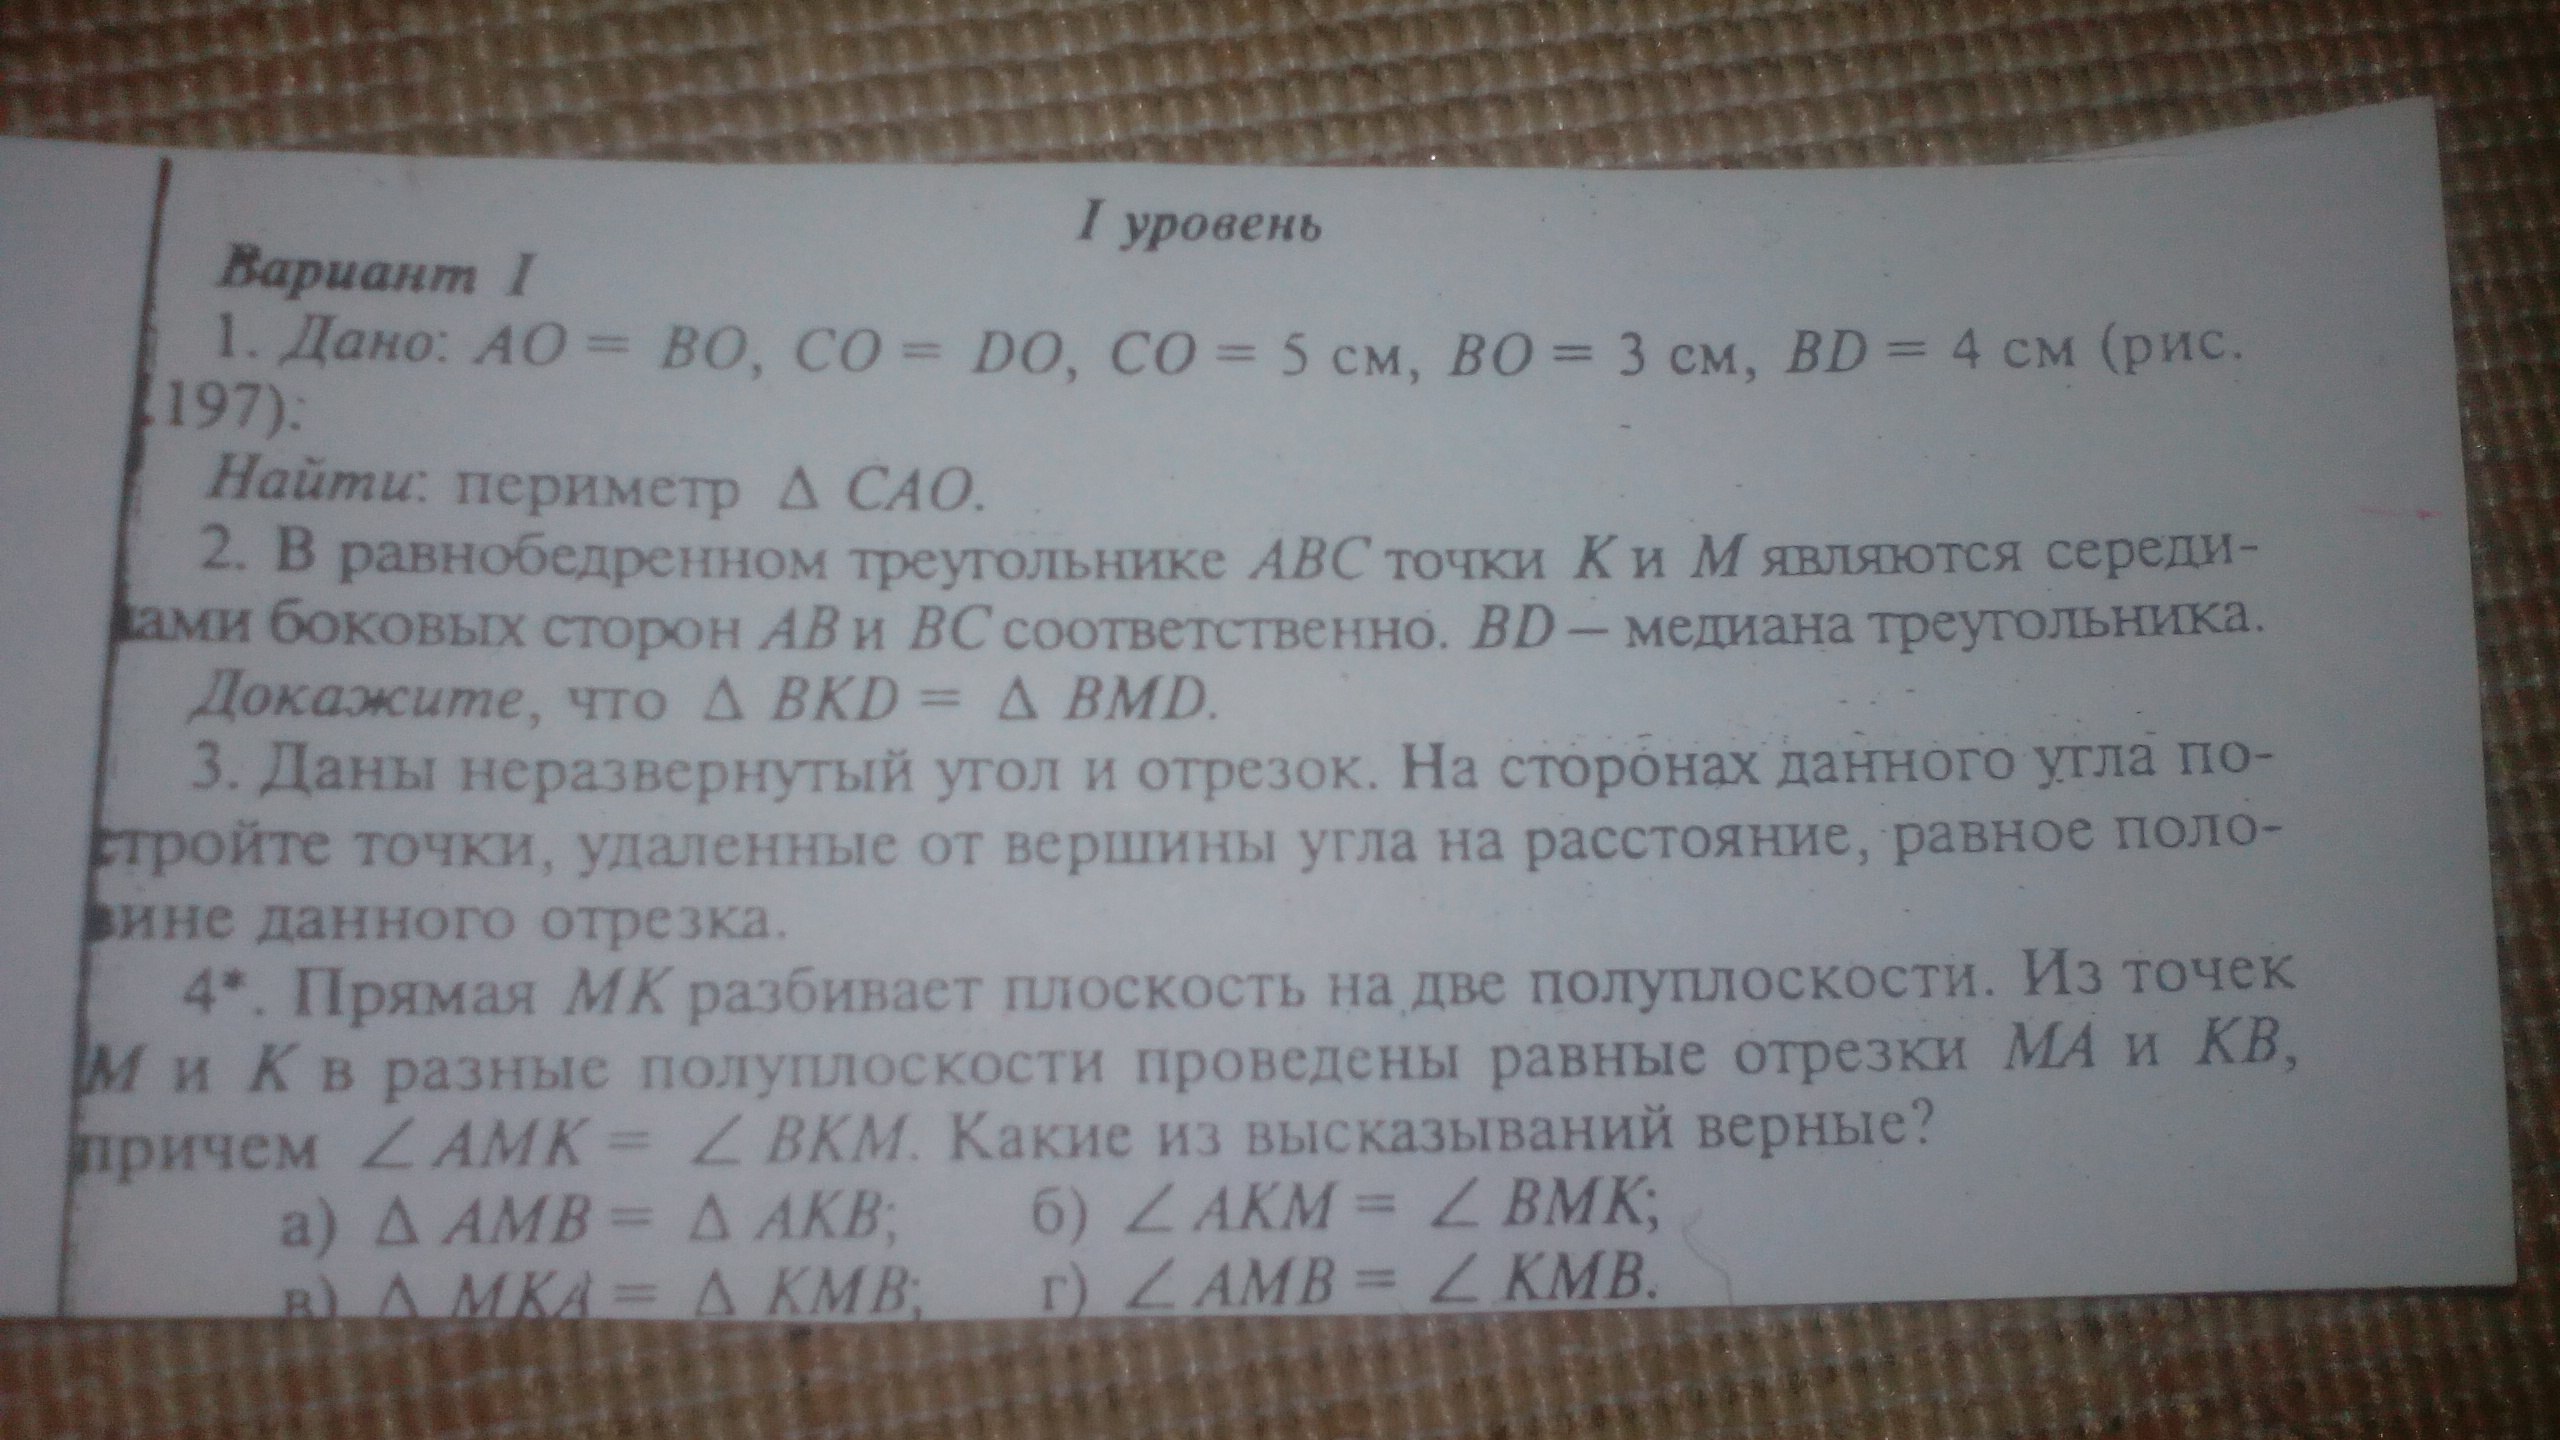 I уровень
Вариант I
1. Дано: AO = BO, CO = DO, CO = 5 см, BO = 3 см, BD = 4 см (рис.
.197).
Найти: периметр Δ CAO.
2. В равнобедренном треугольнике ABC точки K и M являются середи-
нами боковых сторон AB и BC соответственно. BD – медиана треугольника.
Докажите, что Δ BKD = Δ BMD.
3. Даны неразвернутый угол и отрезок. На сторонах данного угла по-
стройте точки, удаленные от вершины угла на расстояние, равное поло-
вине данного отрезка.
4*. Прямая MK разбивает плоскость на две полуплоскости. Из точек
M и K в разные полуплоскости проведены равные отрезки MA и KB,
причем ∠ AMK = ∠ BKM. Какие из высказываний верные?
а) Δ AMB = Δ AKB; б) ∠ AKM = ∠ BMK;
в) Δ MKA = Δ KMB; г) ∠ AMB = ∠ KMB.